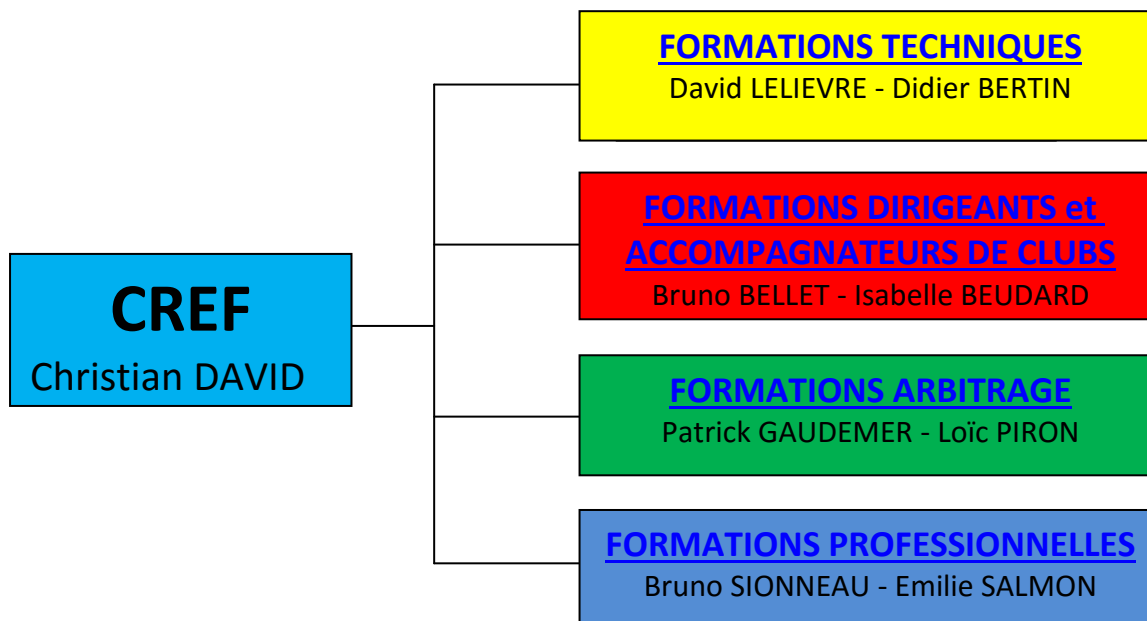 CREF
Christian DAVID
FORMATIONS TECHNIQUES
David LELIEVRE - Didier BERTIN
FORMATIONS DIRIGEANTS et
ACCOMPAGNATEURS DE CLUBS
Bruno BELLET - Isabelle BEUDARD
FORMATIONS ARBITRAGE
Patrick GAUDEMER - Loïc PIRON
FORMATIONS PROFESSIONNELLES
Bruno SIONNEAU - Emilie SALMON